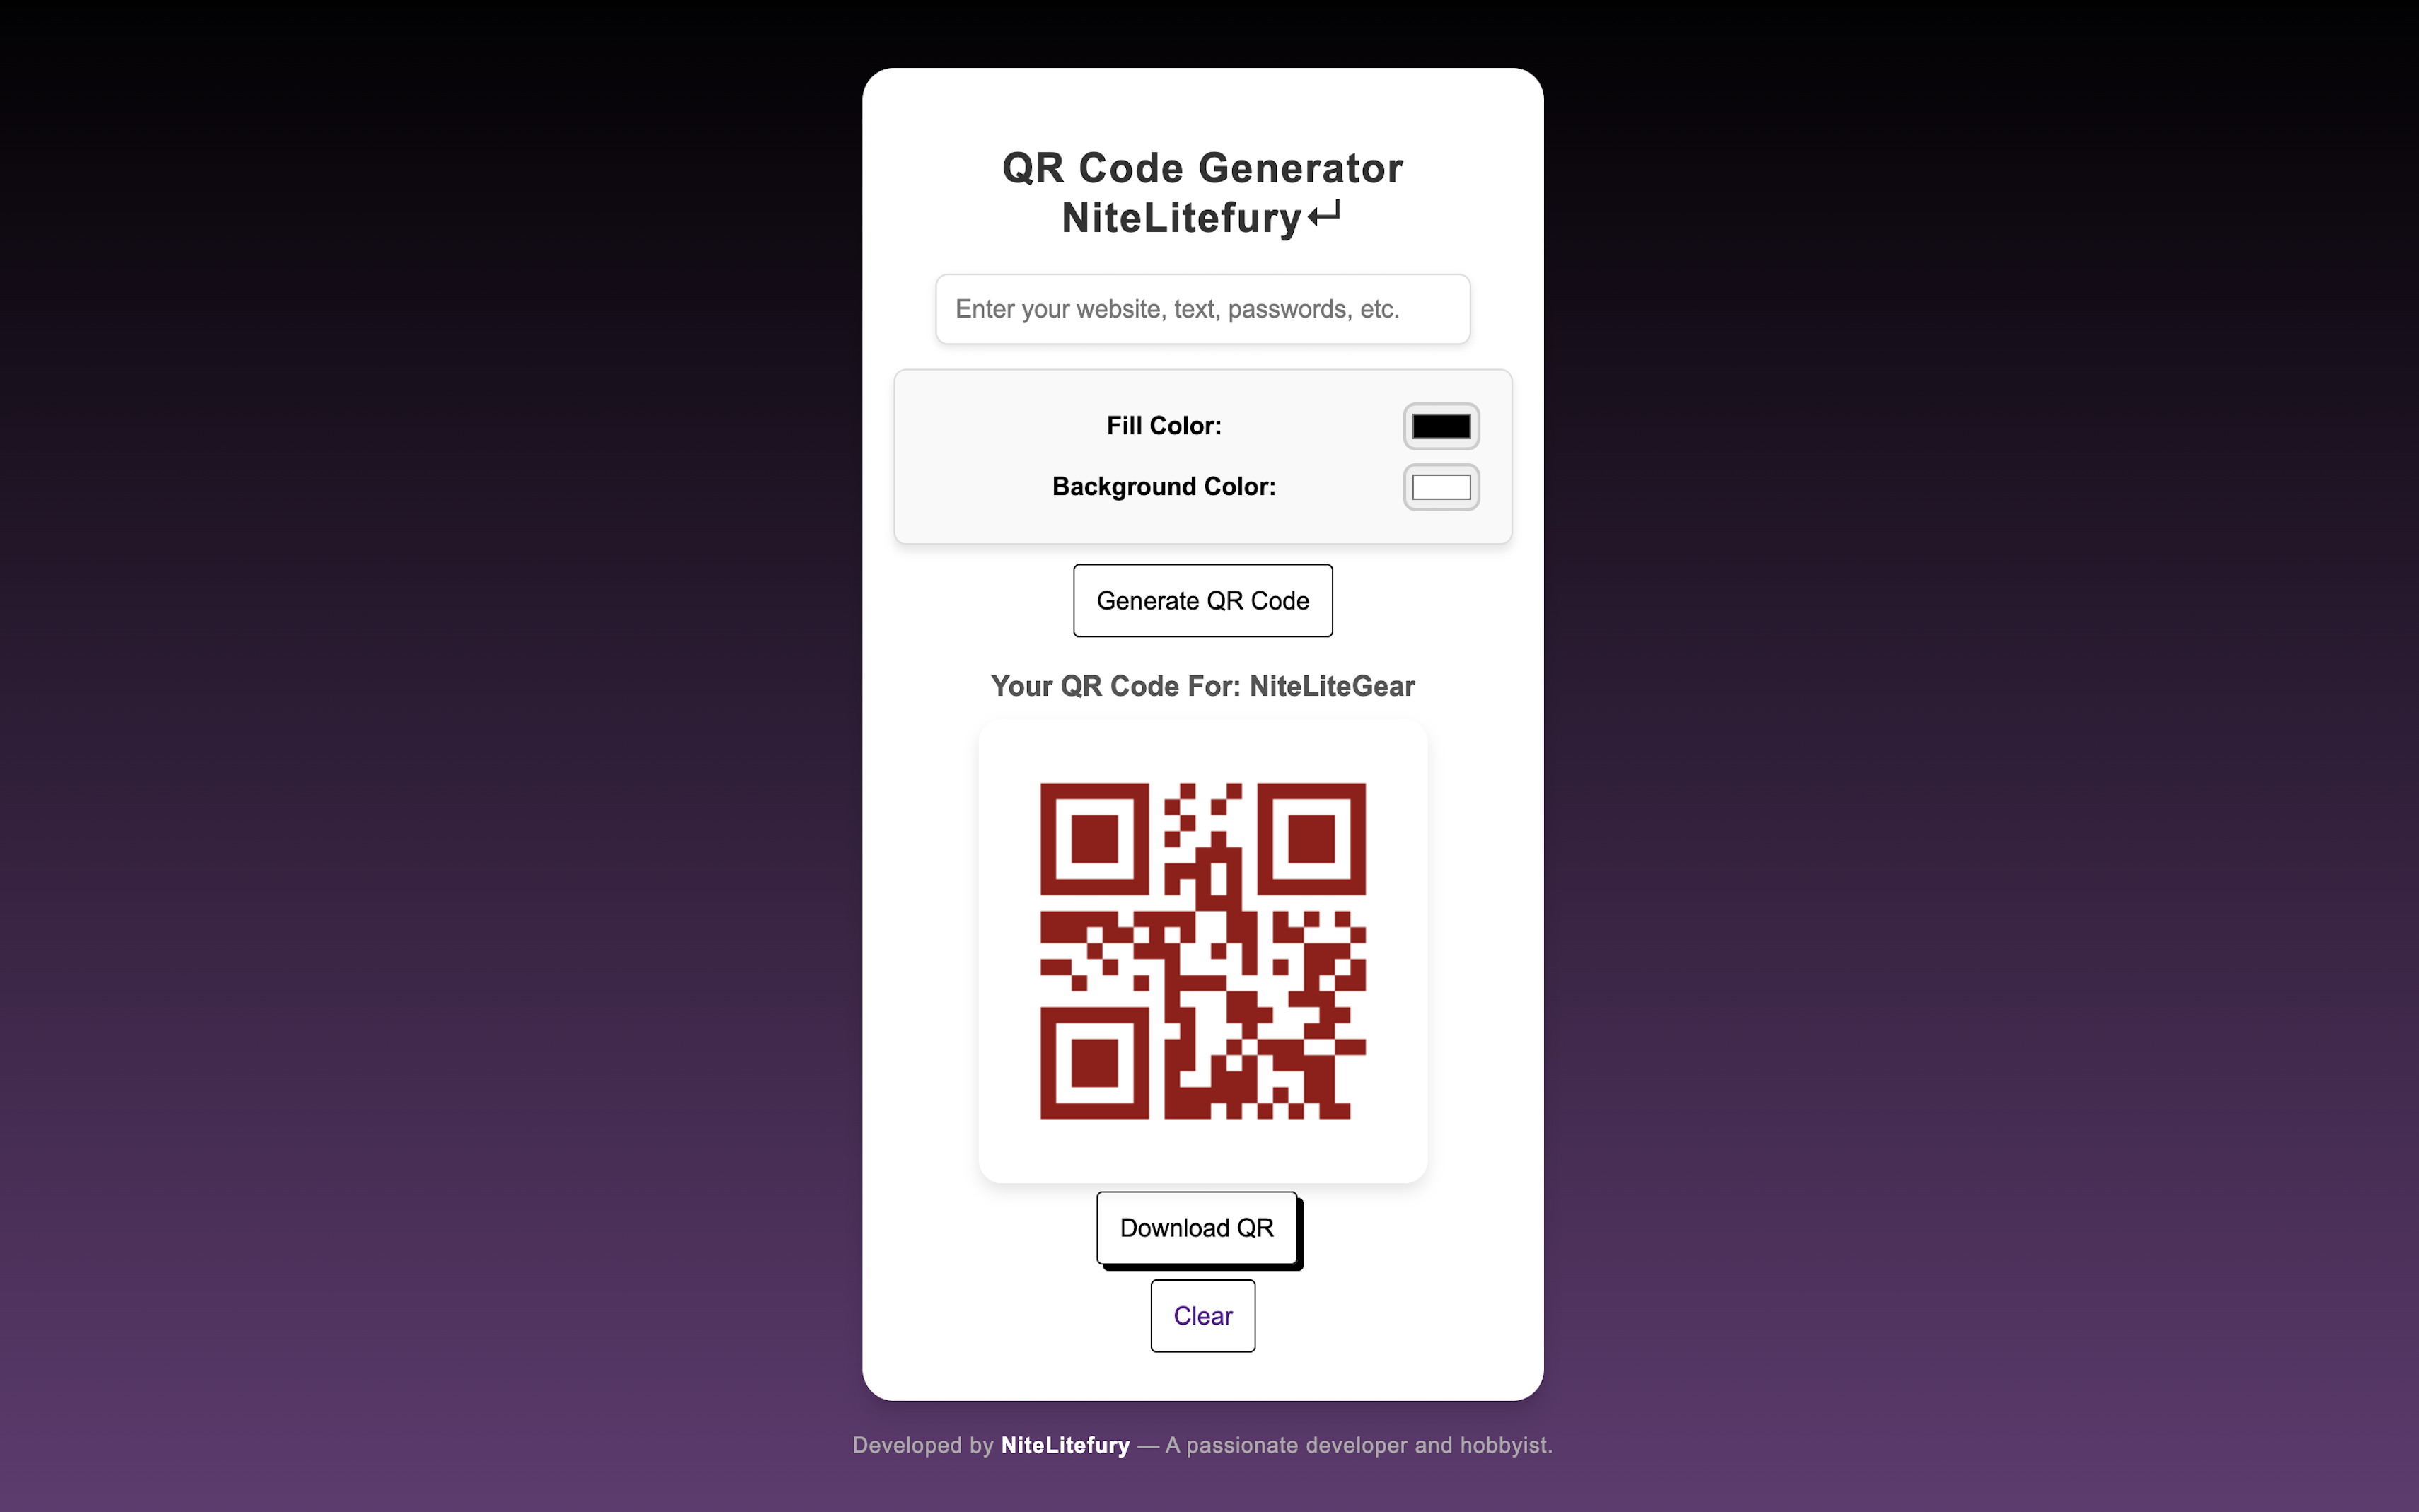 QR Code Generator
NiteLitefury↵
Enter your website, text, passwords, etc.
Fill Color:
Background Color:
Generate QR Code
Your QR Code For: NiteLiteGear
Download QR
Clear
Developed by NiteLitefury — A passionate developer and hobbyist.